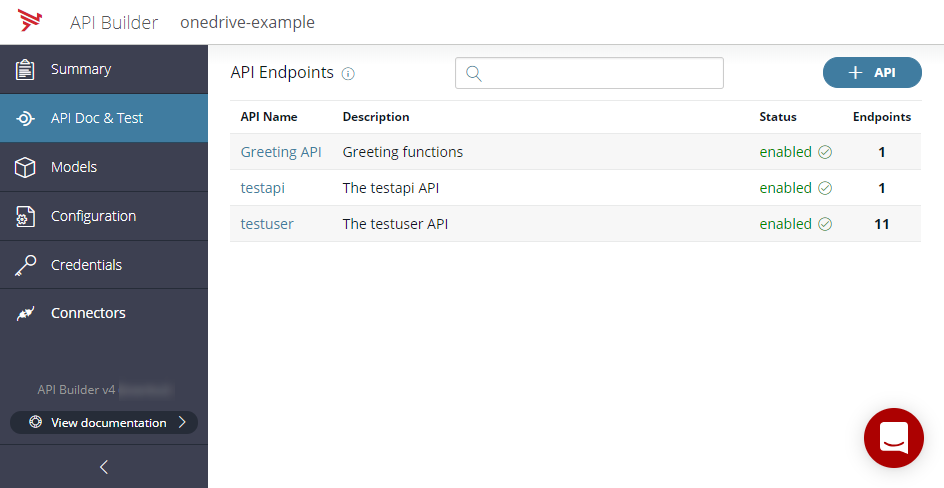 API Builder onedrive-example
Summary
API Doc & Test
Models
Configuration
Credentials
Connectors
API Builder v4
View documentation
API Endpoints
+ API
API Name Description Status Endpoints
Greeting API Greeting functions enabled 1
testapi The testapi API enabled 1
testuser The testuser API enabled 11